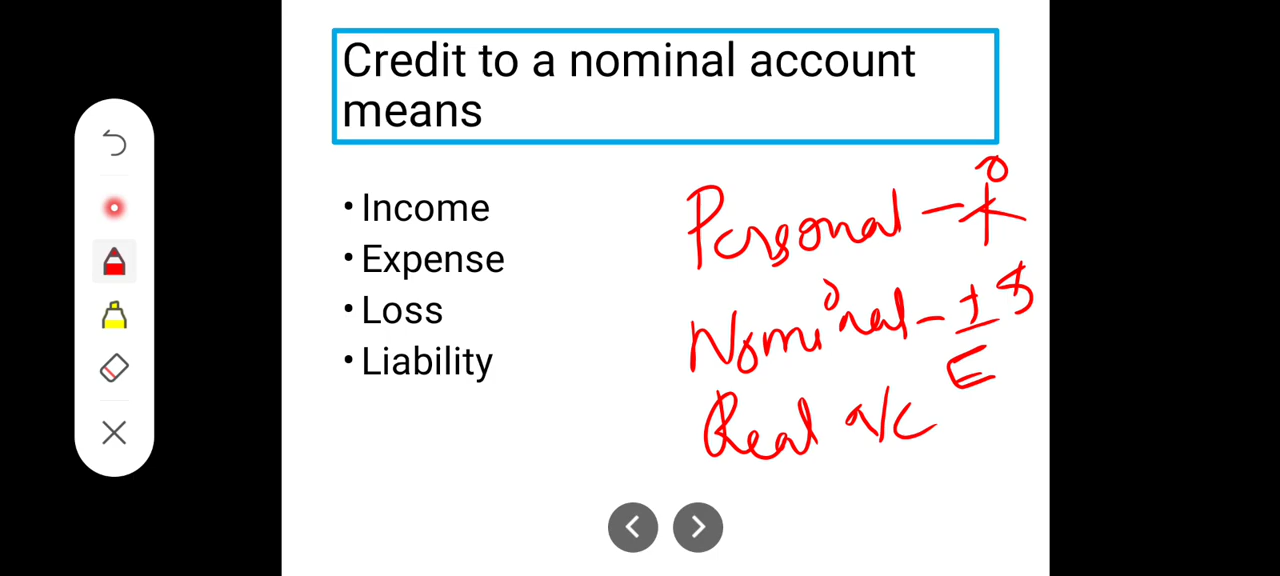 Credit to a nominal account
means
• Income
• Expense
• Loss
• Liability
Personal -
Nominal - I $
E
Real a/c